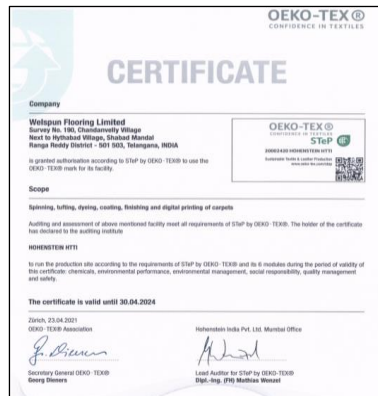 OEKO-TEX®
CONFIDENCE IN TEXTILES
CERTIFICATE
Company
Welspun Flooring Limited
Survey No. 190, Chandanvelly Village
Next to Hythabad Village, Shabad Mandal
Ranga Reddy District - 501 503, Telangana, INDIA
is granted authorisation according to STeP by OEKO-TEX® to use the
OEKO-TEX® mark for its facility.
OEKO-TEX®
CONFIDENCE IN TEXTILES
STeP
HOHENSTEIN HTTI
Sustainable Textile & Leather Production
www.oeko-tex.com/step
Scope
Spinning, tufting, dyeing, coating, finishing and digital printing of carpets
Auditing and assessment of above mentioned facility meet all requirements of STeP by OEKO-TEX®. The holder of the certificate
has declared to the auditing institute
HOHENSTEIN HTTI
to run the production site according to the requirements of STeP by OEKO-TEX® and its 6 modules during the period of validity of
this certificate: chemicals, environmental performance, environmental management, social responsibility, quality management
and safety.
The certificate is valid until 30.04.2024
Zürich, 23.04.2021
OEKO-TEX® Association
Hohenstein India Pvt. Ltd. Mumbai Office
Secretary General OEKO-TEX®
Georg Dieners
Lead Auditor for STeP by OEKO-TEX®
Dipl.-Ing. (FH) Matthias Wenzel